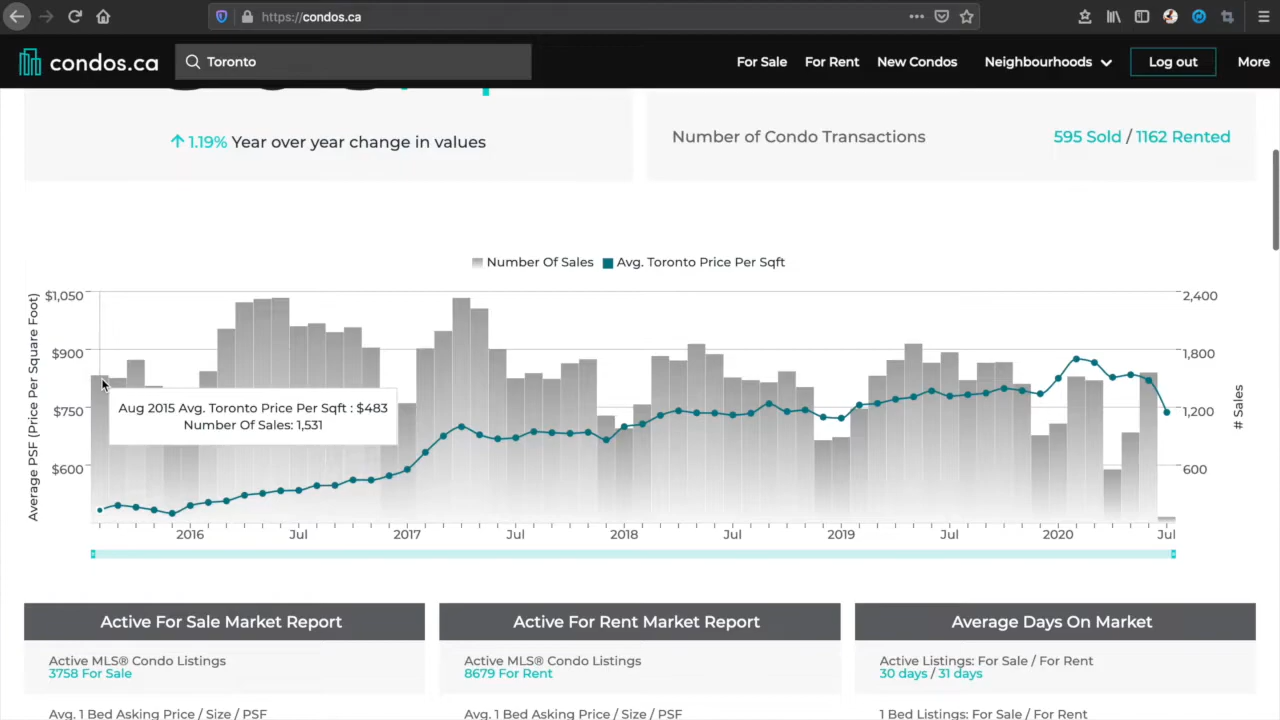 https://condos.ca
condos.ca
Toronto
For Sale For Rent New Condos Neighbourhoods Log out More
1.19% Year over year change in values
Number of Condo Transactions 595 Sold / 1162 Rented
Number Of Sales Avg. Toronto Price Per Sqft
Average PSF (Price Per Square Foot)
$1,050
$900
$750
$600
Aug 2015 Avg. Toronto Price Per Sqft : $483
Number Of Sales: 1,531
2,400
1,800
1,200
600
# Sales
2016 Jul 2017 Jul 2018 Jul 2019 Jul 2020 Jul
Active For Sale Market Report
Active MLS® Condo Listings
3758 For Sale
Avg. 1 Bed Asking Price / Size / PSF
Active For Rent Market Report
Active MLS® Condo Listings
8679 For Rent
Avg. 1 Bed Asking Price / Size / PSF
Average Days On Market
Active Listings: For Sale / For Rent
30 days / 31 days
1 Bed Listings: For Sale / For Rent